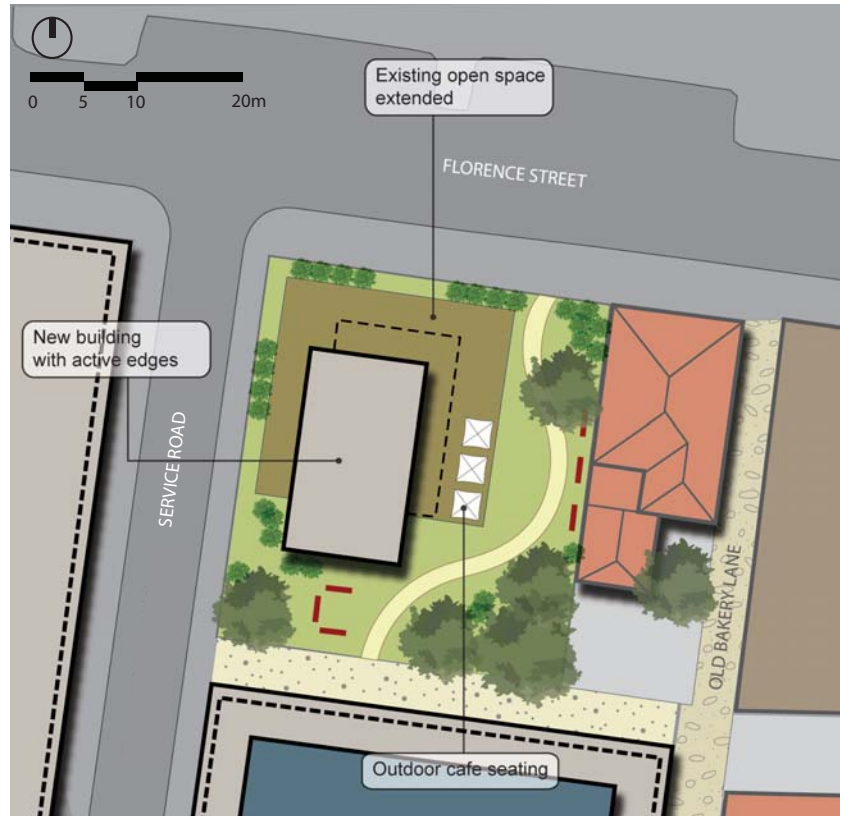 0 5 10 20m
Existing open space
extended
FLORENCE STREET
New building
with active edges
SERVICE ROAD
OLD BAKERY LANE
Outdoor cafe seating